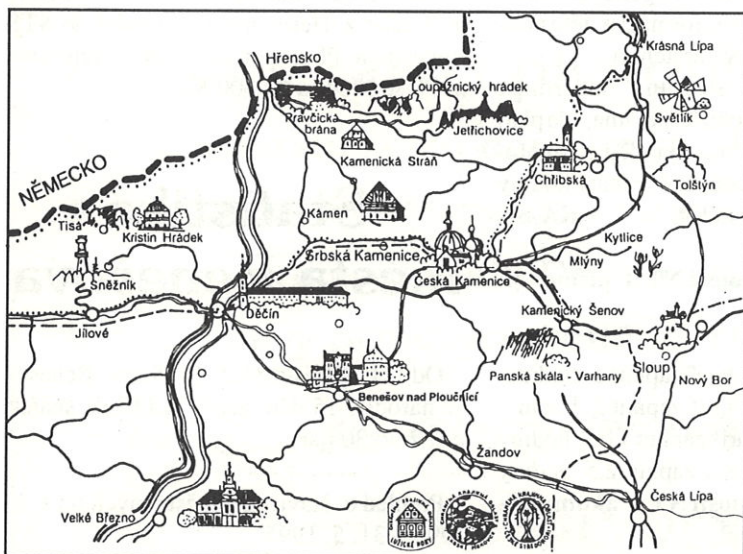 Hřensko
Krásná Lípa
Loupežnický hrádek
Pravčická
brána
Jetřichovice
Světlík
Kamenická Stráň
NĚMECKO
Chřibská
Tolštýn
Tisá
Kristin Hrádek
Kámen
Srbská Kamenice
Kytlice
Mlýny
Sněžník
Česká Kamenice
Děčín
Kamenický Šenov
Jílové
Sloup
Panská skála - Varhany
Nový Bor
Benešov nad Ploučnicí
Žandov
Velké Březno
Česká Lípa
LUŽICKÉ HORY